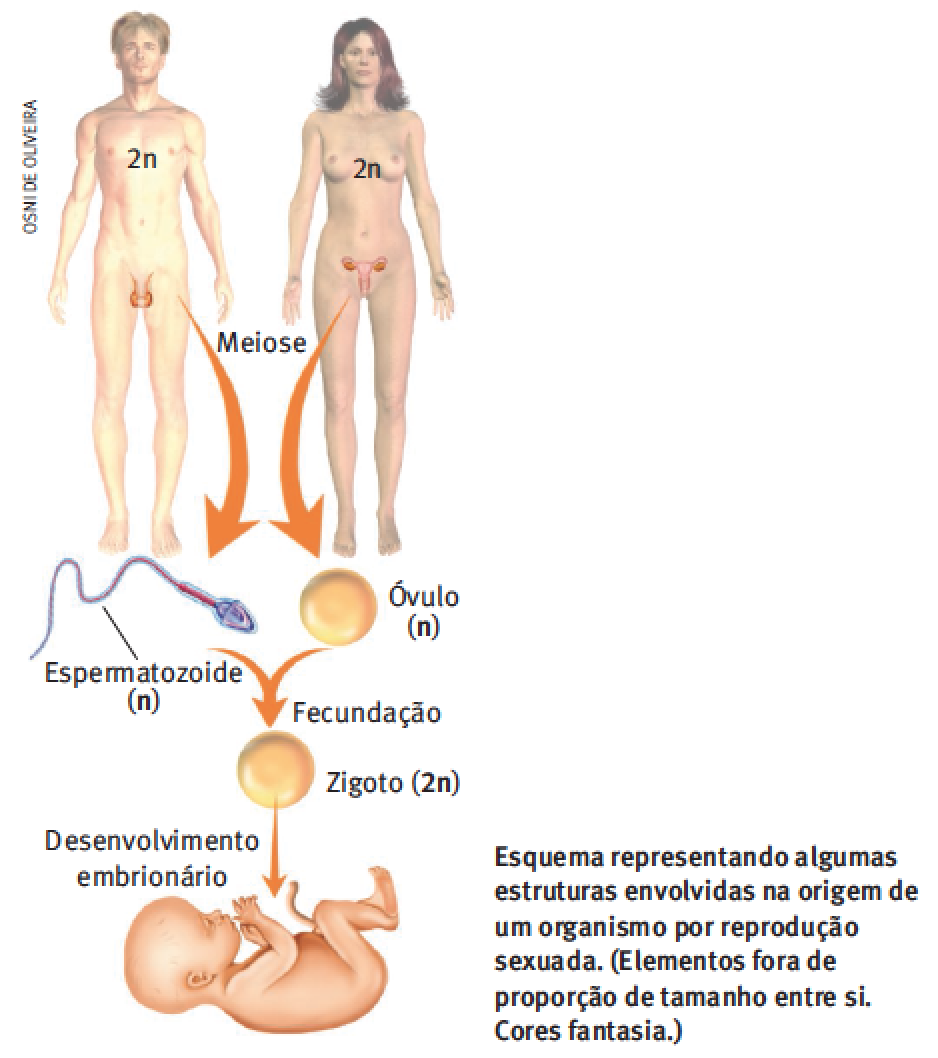 OSNI DE OLIVEIRA
2n
2n
Meiose
Óvulo
(n)
Espermatozoide
(n)
Fecundação
Zigoto (2n)
Desenvolvimento
embrionário
Esquema representando algumas
estruturas envolvidas na origem de
um organismo por reprodução
sexuada. (Elementos fora de
proporção de tamanho entre si.
Cores fantasia.)